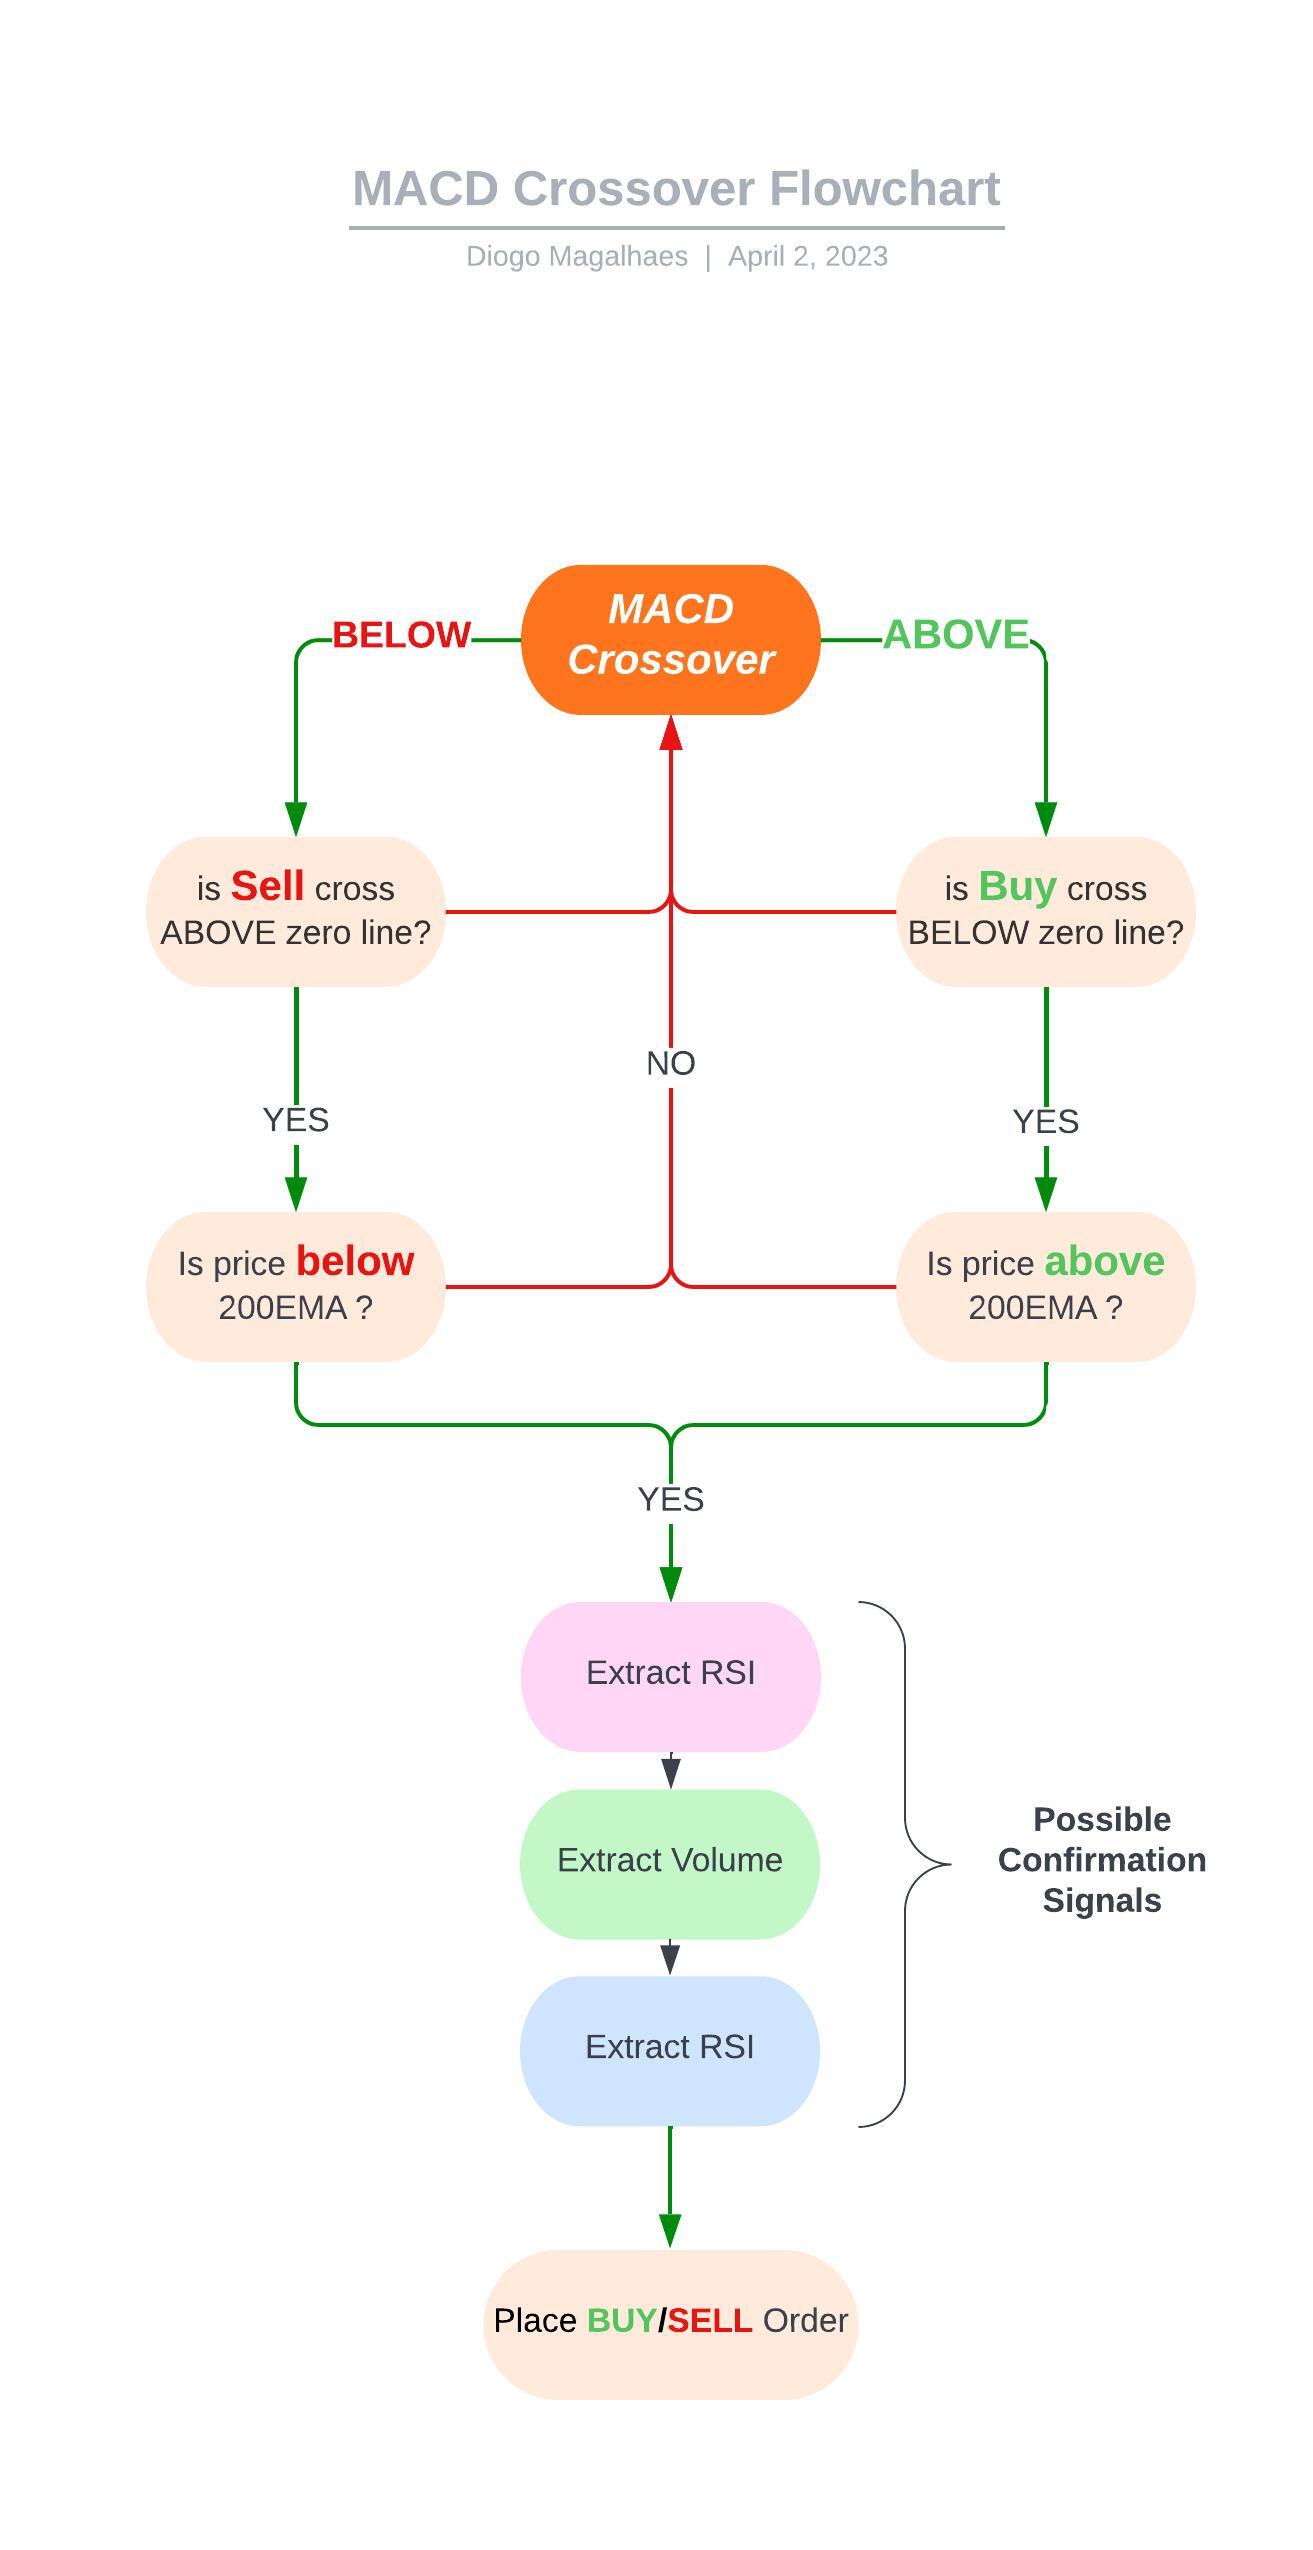 MACD Crossover Flowchart
Diogo Magalhaes | April 2, 2023
MACD
Crossover
BELOW
ABOVE
is Sell cross
ABOVE zero line?
is Buy cross
BELOW zero line?
NO
YES
YES
Is price below
200EMA ?
Is price above
200EMA ?
YES
Extract RSI
Extract Volume
Possible
Confirmation
Signals
Extract RSI
Place BUY/SELL Order